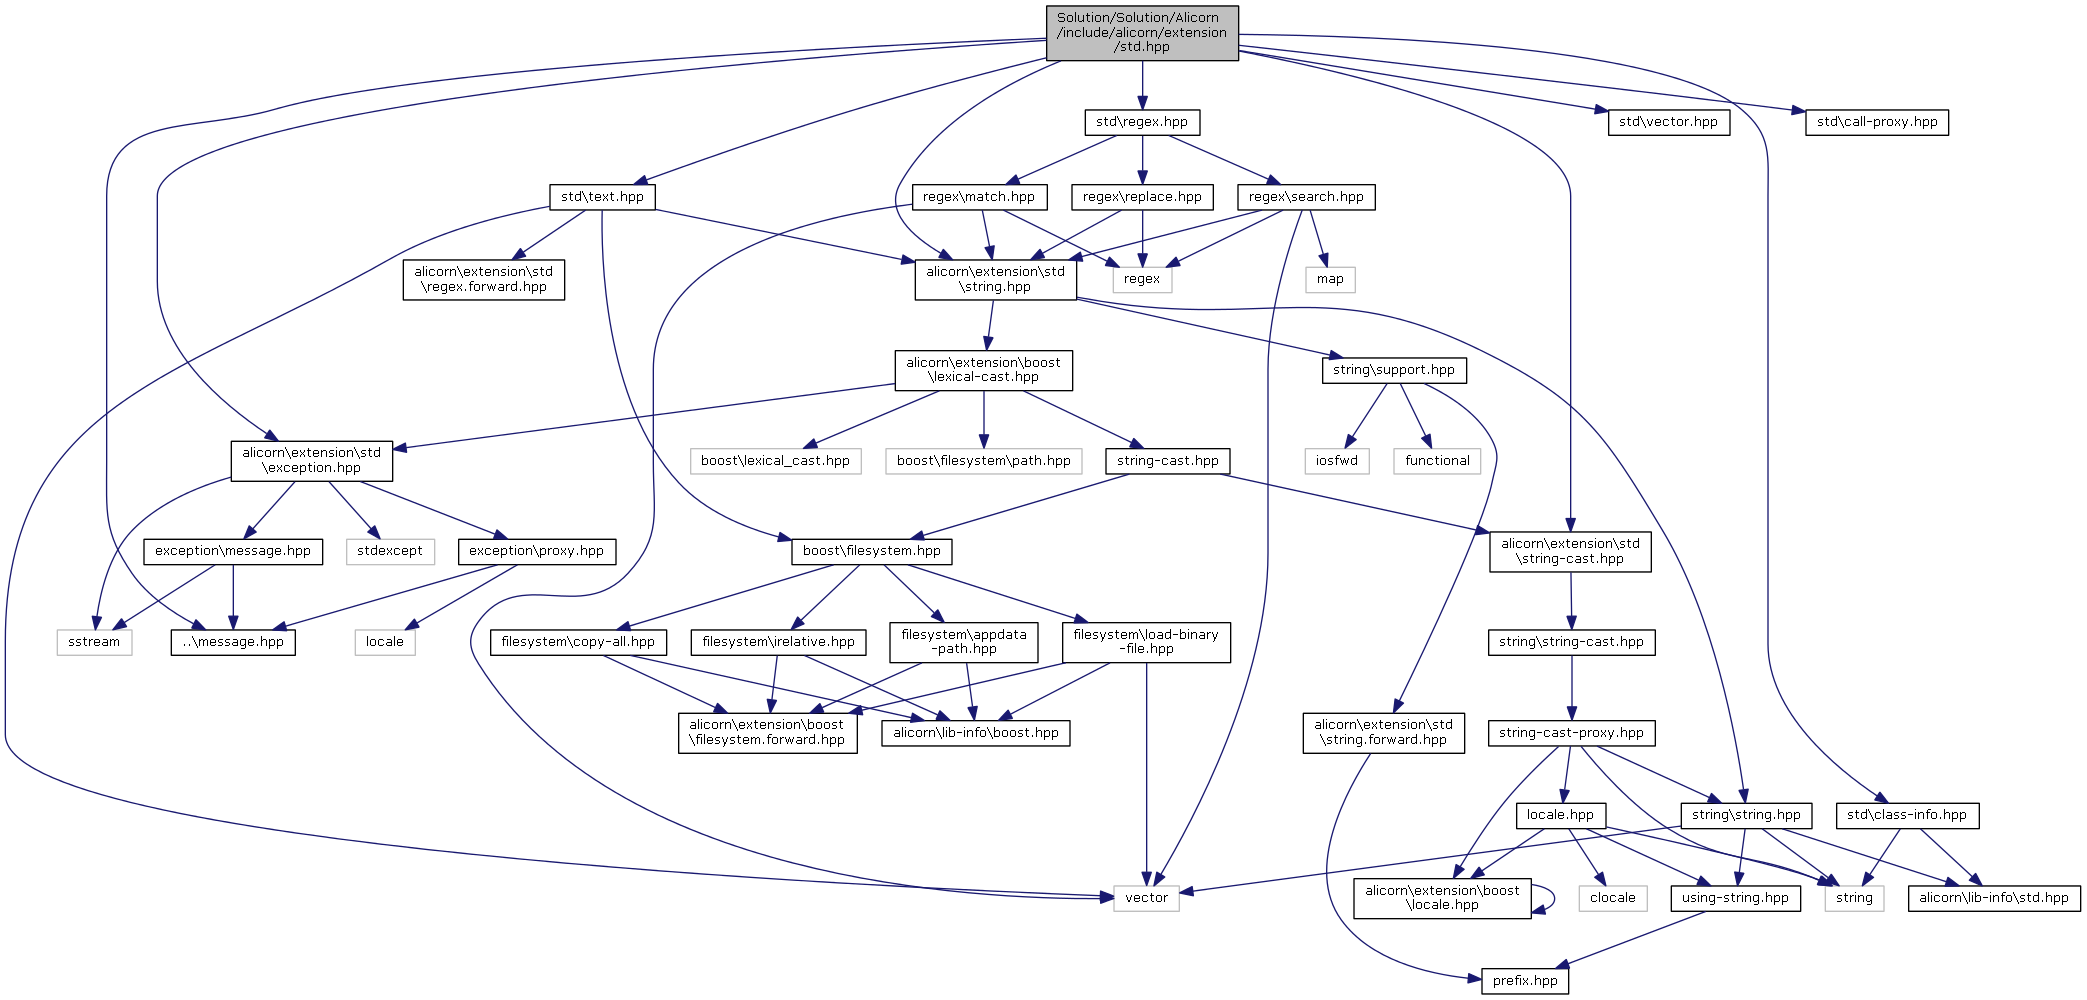 Solution/Solution/Alicorn
/include/alicorn/extension
/std.hpp
std\regex.hpp
std\vector.hpp
std\call-proxy.hpp
std\text.hpp
regex\match.hpp
regex\replace.hpp
regex\search.hpp
alicorn\extension\std
\regex.forward.hpp
alicorn\extension\std
\string.hpp
regex
map
alicorn\extension\boost
\lexical-cast.hpp
string\support.hpp
alicorn\extension\std
\exception.hpp
boost\lexical_cast.hpp
boost\filesystem\path.hpp
string-cast.hpp
iosfwd
functional
exception\message.hpp
stdexcept
exception\proxy.hpp
boost\filesystem.hpp
alicorn\extension\std
\string-cast.hpp
sstream
..\message.hpp
locale
filesystem\copy-all.hpp
filesystem\irelative.hpp
filesystem\appdata
-path.hpp
filesystem\load-binary
-file.hpp
string\string-cast.hpp
alicorn\extension\boost
\filesystem.forward.hpp
alicorn\lib-info\boost.hpp
alicorn\extension\std
\string.forward.hpp
string-cast-proxy.hpp
locale.hpp
string\string.hpp
std\class-info.hpp
vector
alicorn\extension\boost
\locale.hpp
clocale
using-string.hpp
string
alicorn\lib-info\std.hpp
prefix.hpp